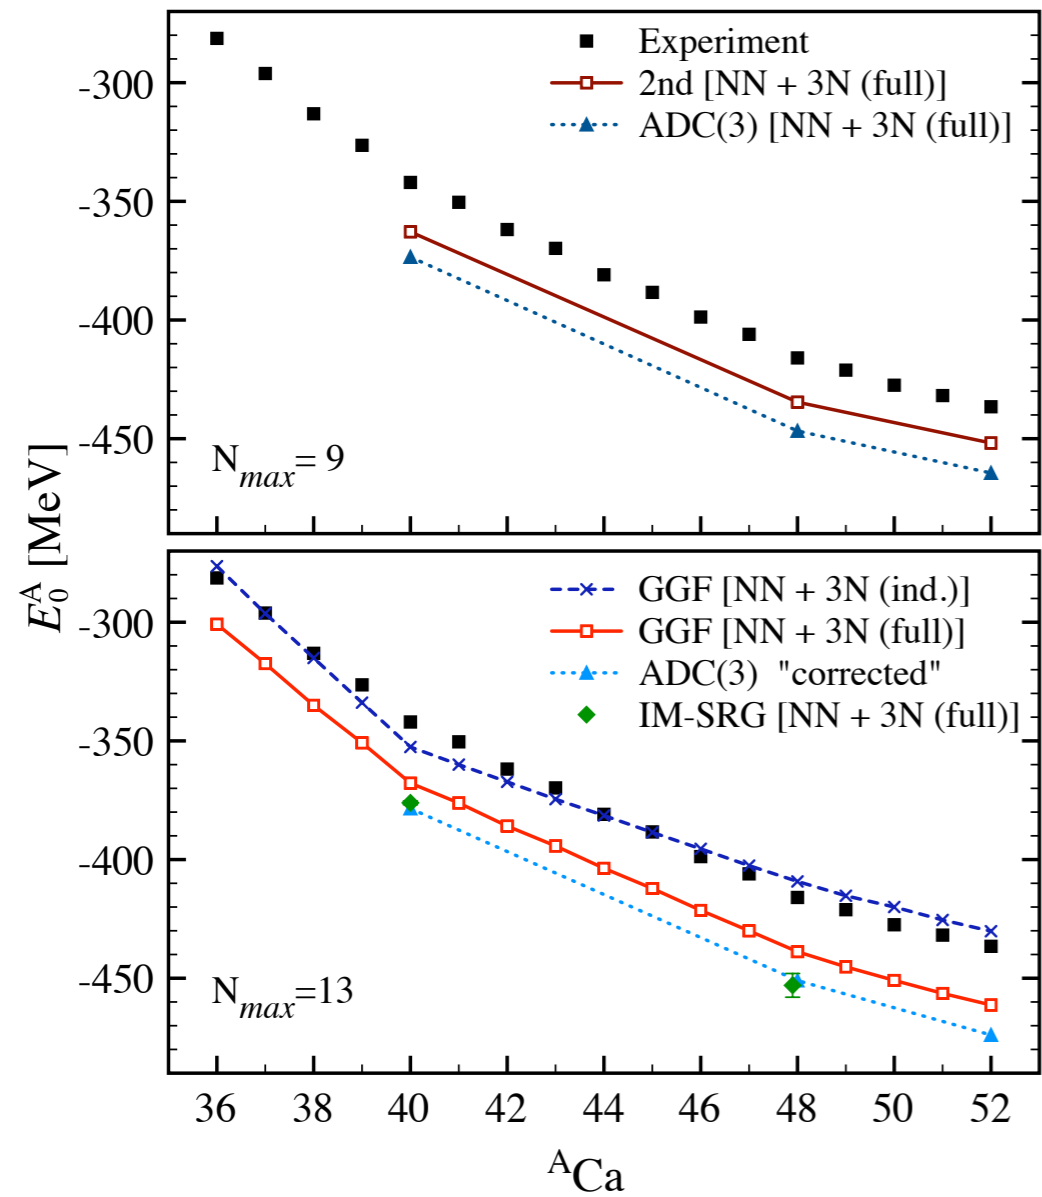 -300
-350
-400
-450
Experiment
2nd [NN + 3N (full)]
ADC(3) [NN + 3N (full)]
N_max= 9
E_0^A [MeV]
-300
-350
-400
-450
GGF [NN + 3N (ind.)]
GGF [NN + 3N (full)]
ADC(3) "corrected"
IM-SRG [NN + 3N (full)]
N_max=13
36 38 40 42 44 46 48 50 52
^ACa